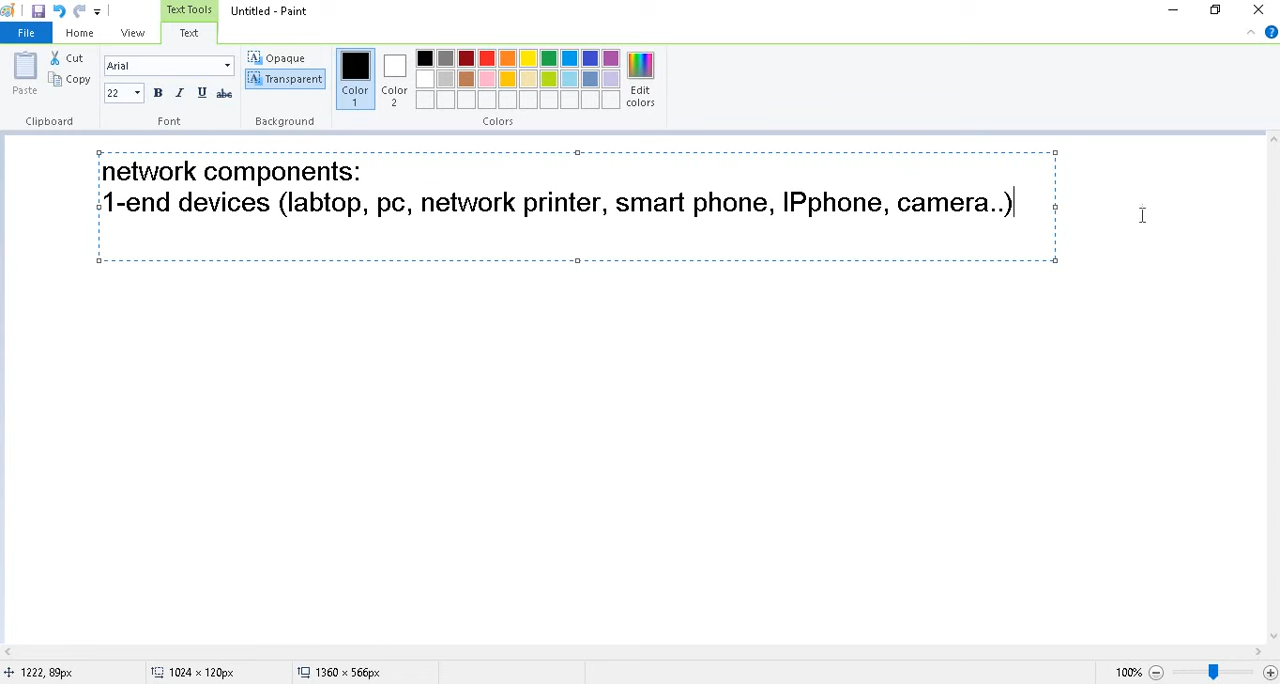 Text Tools
Untitled - Paint
File
Home
View
Text
Paste
Cut
Copy
Clipboard
Arial
22
B I U abc
Font
Opaque
Transparent
Background
Color 1
Color 2
Edit colors
Colors
network components:
1-end devices (labtop, pc, network printer, smart phone, IPphone, camera..)
1222, 89px
1024 × 120px
1360 × 566px
100%